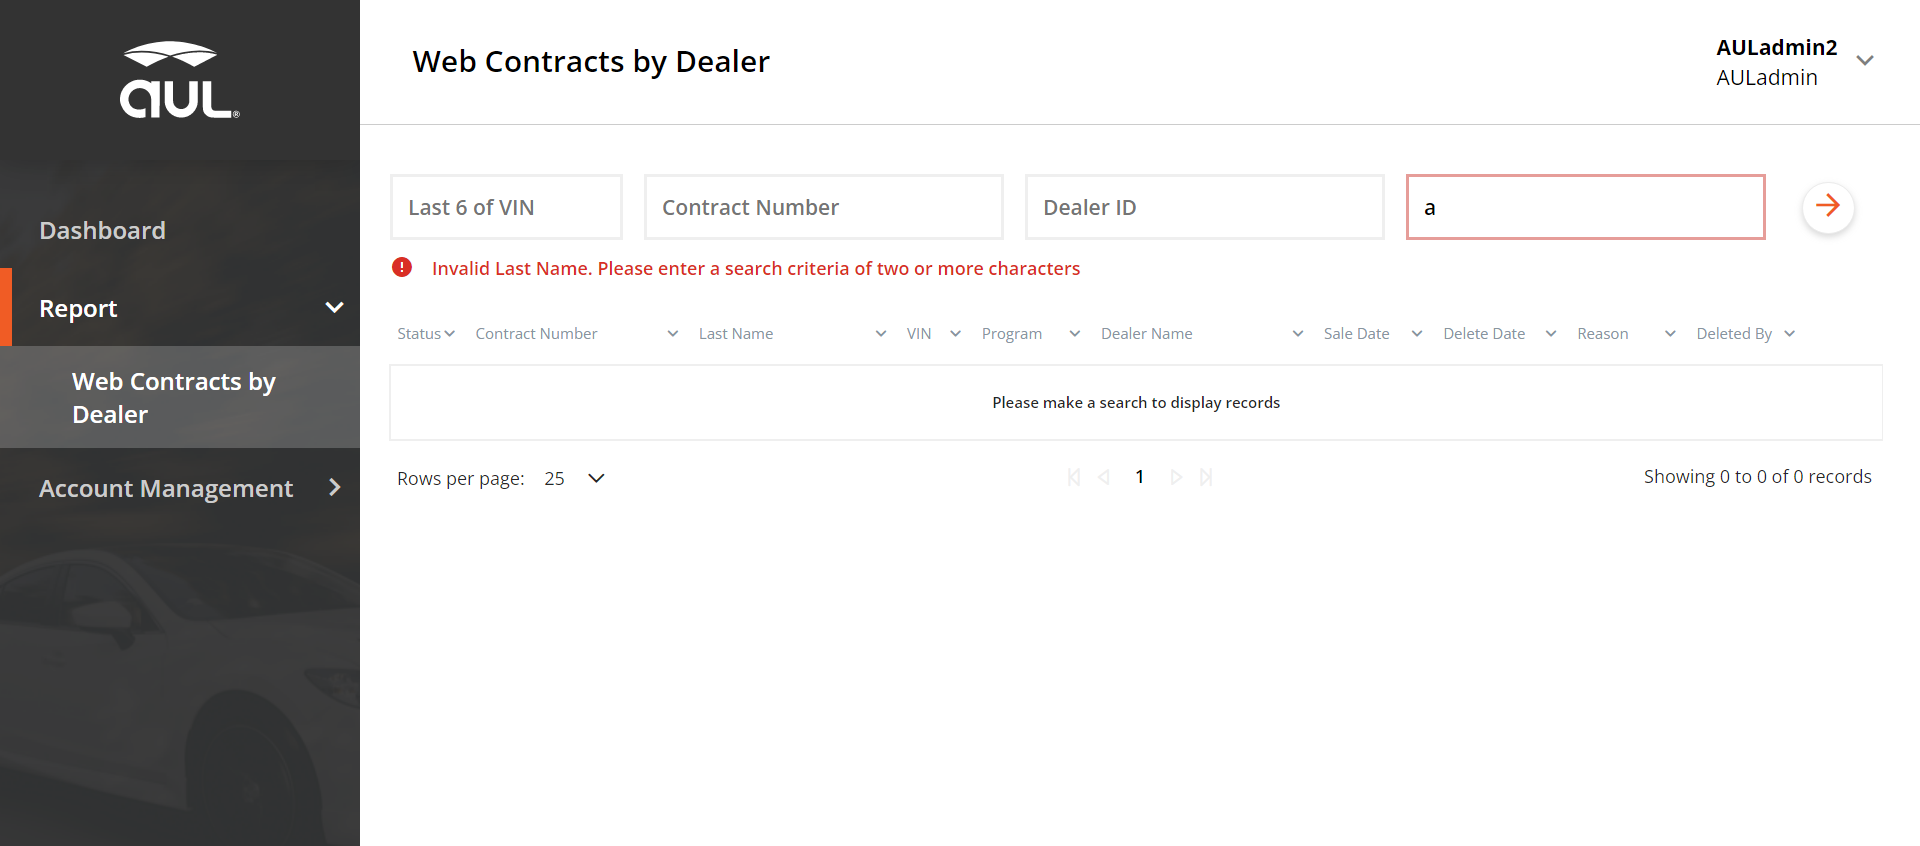 aul®
Web Contracts by Dealer
AULadmin2
AULadmin
Last 6 of VIN
Contract Number
Dealer ID
a
Invalid Last Name. Please enter a search criteria of two or more characters
Dashboard
Report
Web Contracts by
Dealer
Account Management
Status Contract Number Last Name VIN Program Dealer Name Sale Date Delete Date Reason Deleted By
Please make a search to display records
Rows per page: 25
1
Showing 0 to 0 of 0 records